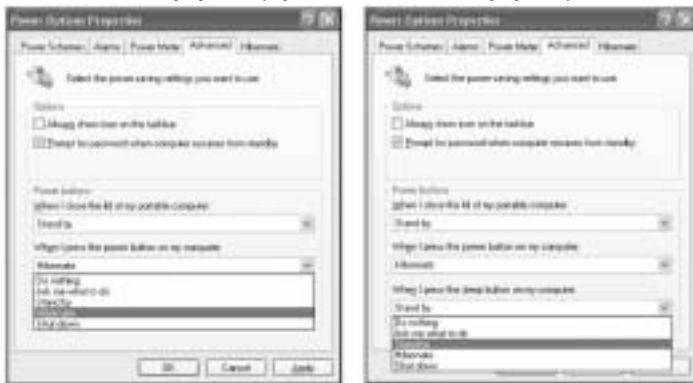 Power Options Properties
Power Schemes Alarms Power Meter Advanced Hibernate
Select the power-saving settings you want to use.
Options
Always show icon on the taskbar
Prompt for password when computer resumes from standby
Power buttons
When I close the lid of my portable computer:
Stand by
When I press the power button on my computer:
Hibernate
Do nothing
Ask me what to do
Stand by
Hibernate
Shut down
OK Cancel Apply
Power Options Properties
Power Schemes Alarms Power Meter Advanced Hibernate
Select the power-saving settings you want to use.
Options
Always show icon on the taskbar
Prompt for password when computer resumes from standby
Power buttons
When I close the lid of my portable computer:
Stand by
When I press the power button on my computer:
Hibernate
When I press the sleep button on my computer:
Stand by
Do nothing
Ask me what to do
Stand by
Hibernate
Shut down